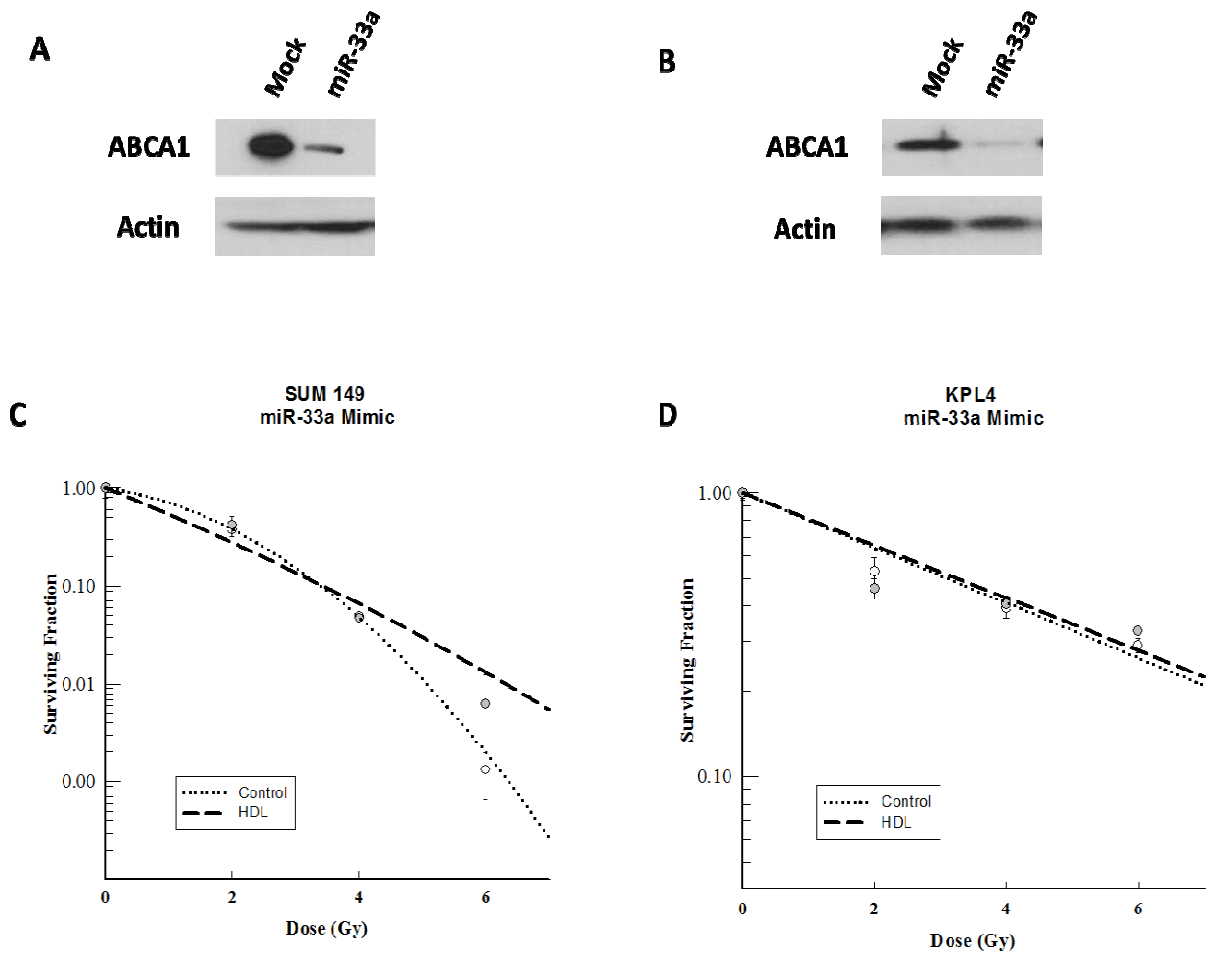 A
Mock
miR-33a
ABCA1
Actin
B
Mock
miR-33a
ABCA1
Actin
C
SUM 149
miR-33a Mimic
Surviving Fraction
1.00
0.10
0.01
0.00
Control
HDL
0
2
4
6
Dose (Gy)
D
KPL4
miR-33a Mimic
Surviving Fraction
1.00
0.10
Control
HDL
0
2
4
6
Dose (Gy)